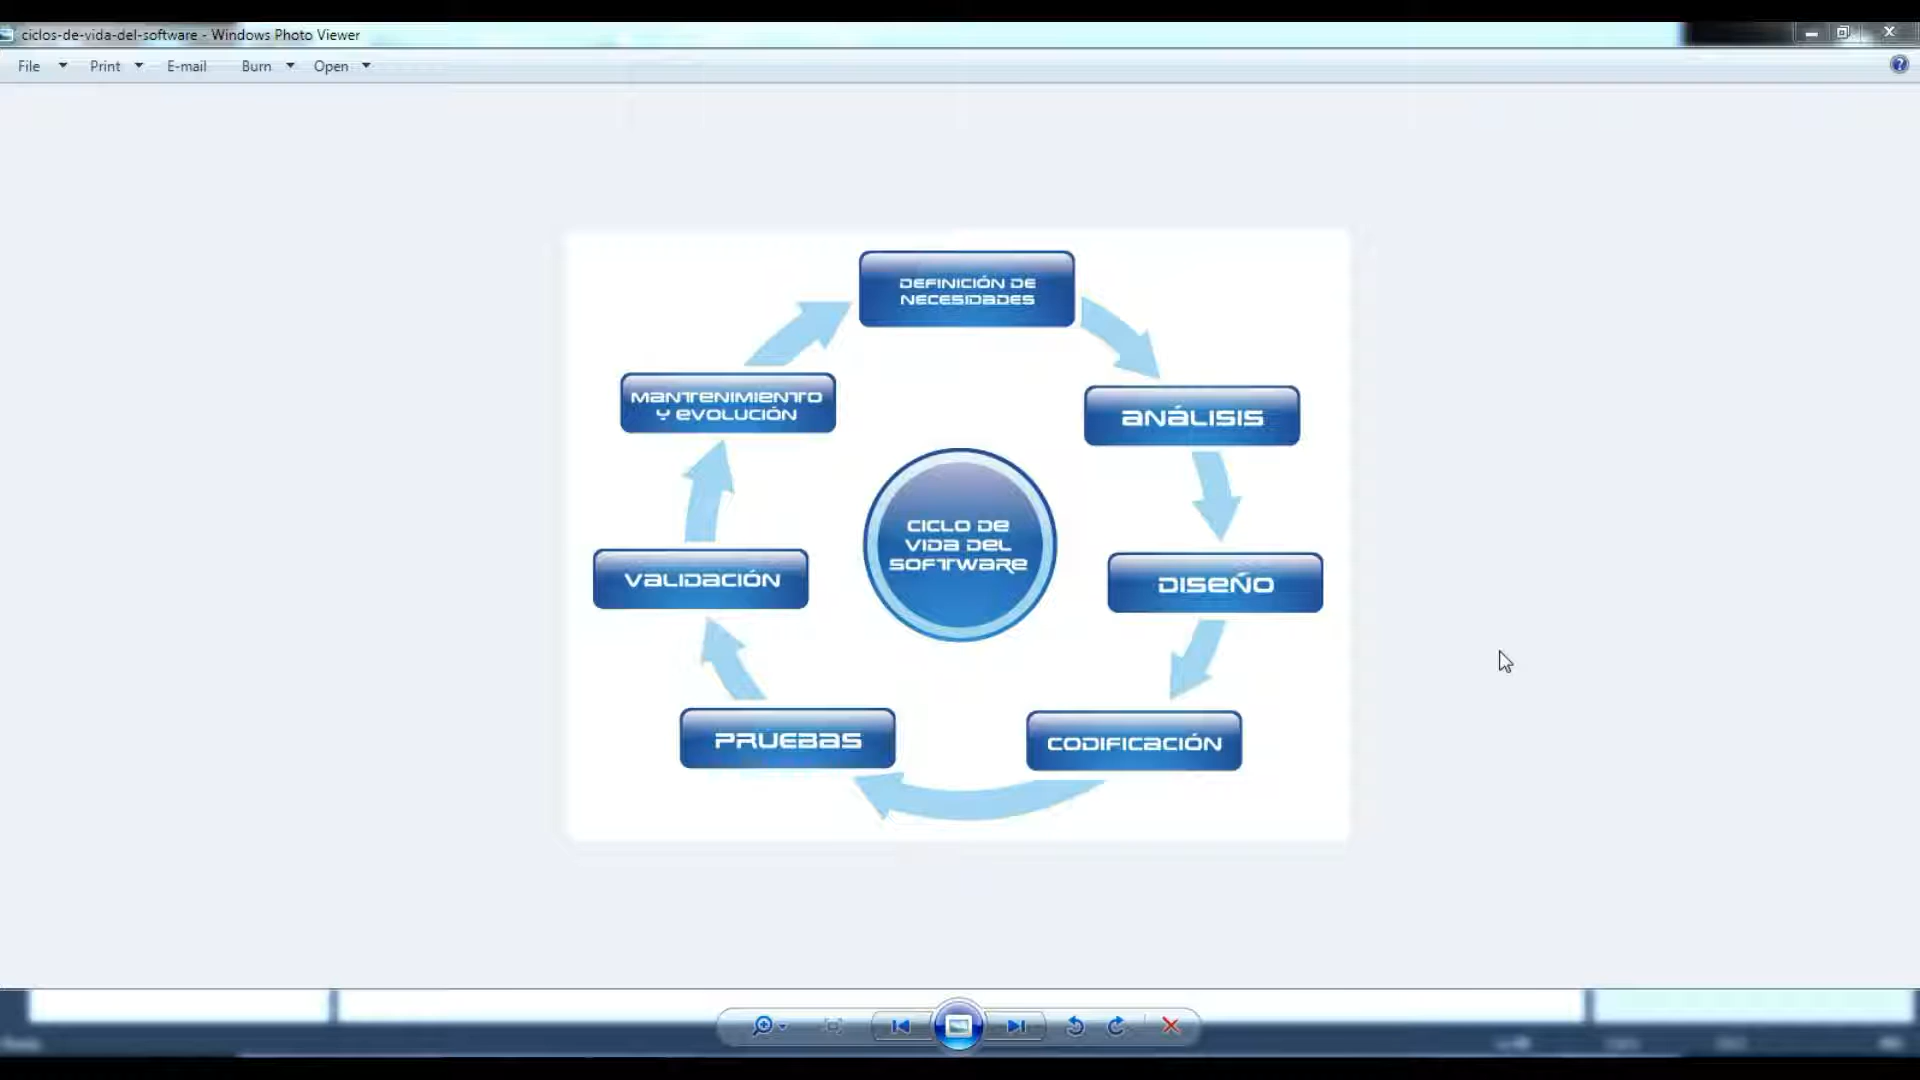 ciclos-de-vida-del-software - Windows Photo Viewer
File Print E-mail Burn Open
DEFINICIÓN DE
NECESIDADES
MANTENIMIENTO
Y EVOLUCIÓN
ANÁLISIS
CICLO DE
VIDA DEL
SOFTWARE
VALIDACIÓN
DISEÑO
PRUEBAS
CODIFICACIÓN